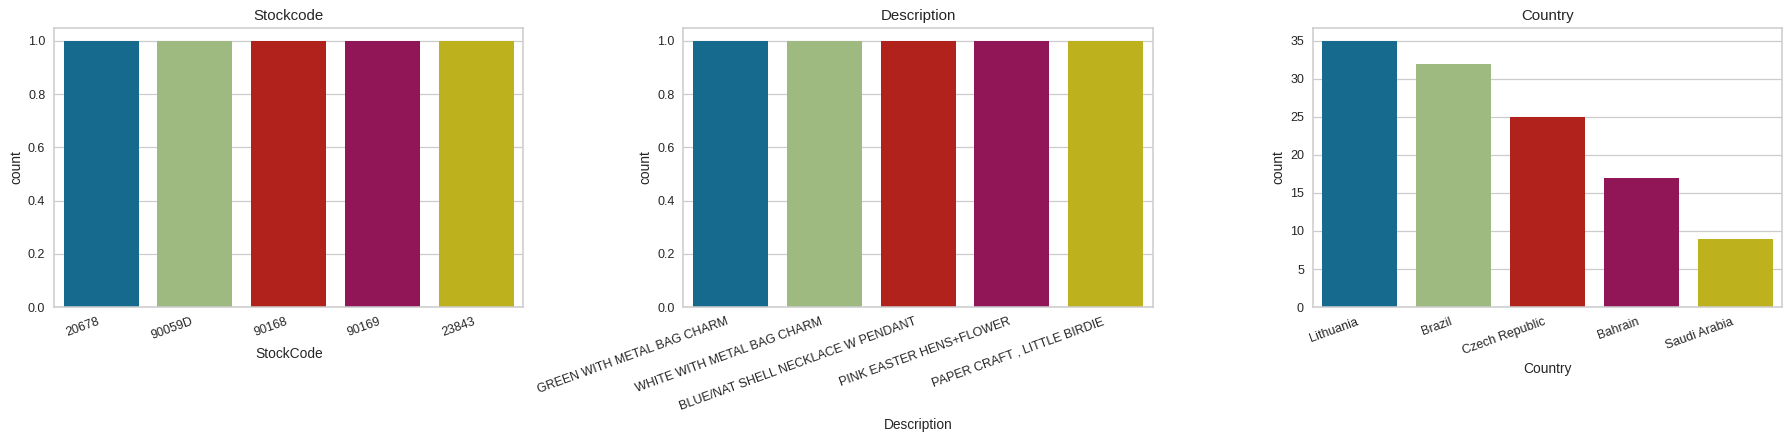 Stockcode
count
1.0
0.8
0.6
0.4
0.2
0.0
20678
90059D
90168
90169
23843
StockCode
Description
count
1.0
0.8
0.6
0.4
0.2
0.0
GREEN WITH METAL BAG CHARM
WHITE WITH METAL BAG CHARM
BLUE/NAT SHELL NECKLACE W PENDANT
PINK EASTER HENS+FLOWER
PAPER CRAFT , LITTLE BIRDIE
Description
Country
count
35
30
25
20
15
10
5
0
Lithuania
Brazil
Czech Republic
Bahrain
Saudi Arabia
Country